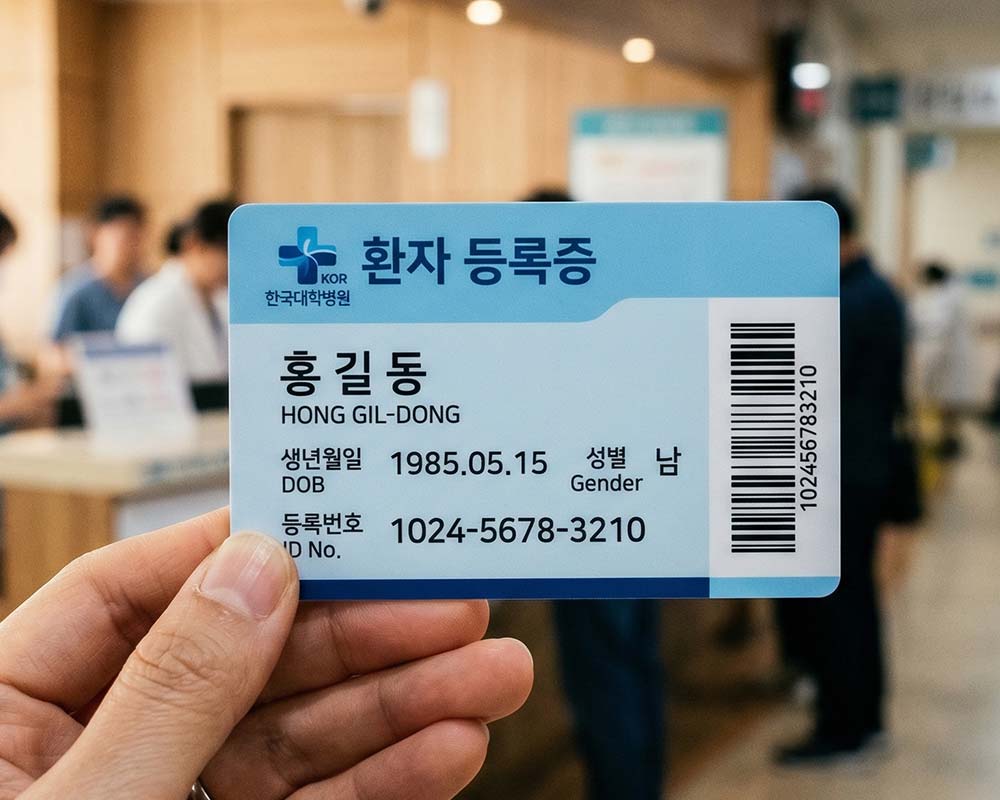 KOR
한국대학병원
환자 등록증
홍길동
HONG GIL-DONG
생년월일 1985.05.15 성별 남
DOB Gender
등록번호 1024-5678-3210
ID No.
102456783210